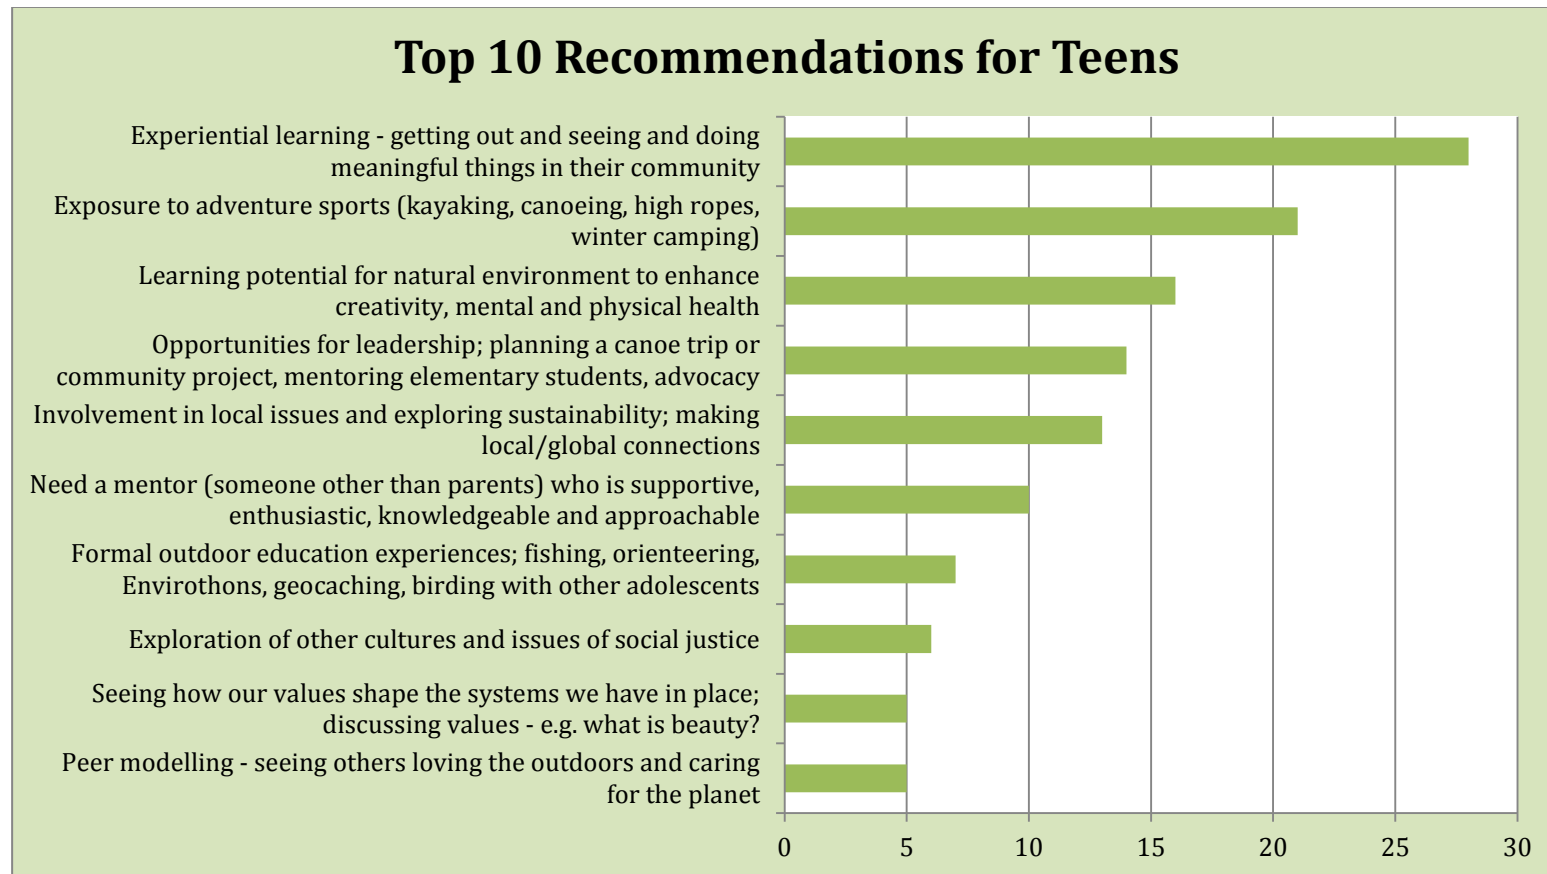 Top 10 Recommendations for Teens
Experiential learning - getting out and seeing and doing
meaningful things in their community
Exposure to adventure sports (kayaking, canoeing, high ropes,
winter camping)
Learning potential for natural environment to enhance
creativity, mental and physical health
Opportunities for leadership; planning a canoe trip or
community project, mentoring elementary students, advocacy
Involvement in local issues and exploring sustainability; making
local/global connections
Need a mentor (someone other than parents) who is supportive,
enthusiastic, knowledgeable and approachable
Formal outdoor education experiences; fishing, orienteering,
Envirothons, geocaching, birding with other adolescents
Exploration of other cultures and issues of social justice
Seeing how our values shape the systems we have in place;
discussing values - e.g. what is beauty?
Peer modelling - seeing others loving the outdoors and caring
for the planet
0 5 10 15 20 25 30